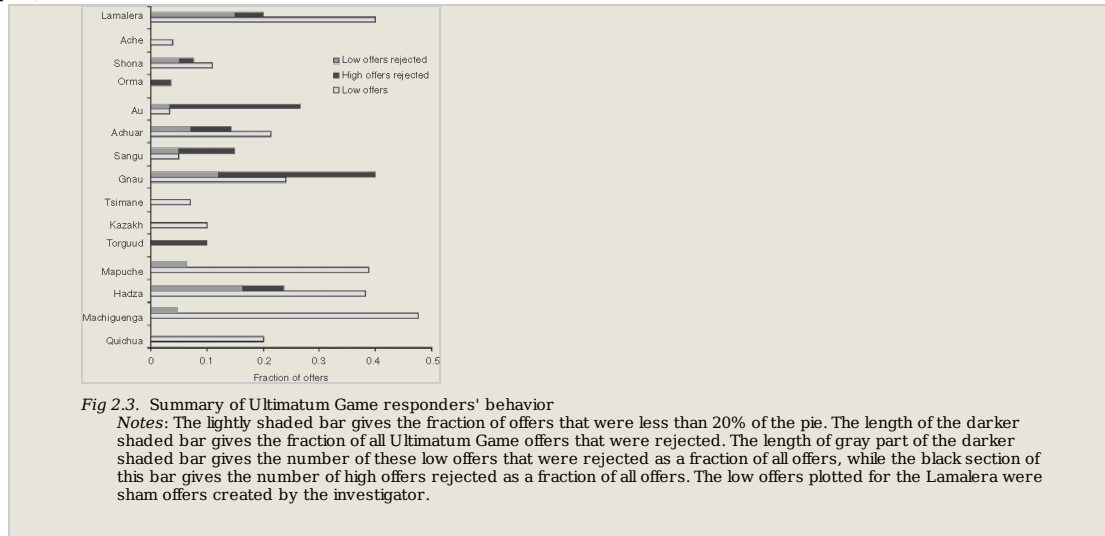 Lamalera
Ache
Shona
Low offers rejected
High offers rejected
Low offers
Orma
Au
Achuar
Sangu
Gnau
Tsimane
Kazakh
Torguud
Mapuche
Hadza
Machiguenga
Quichua
0 0.1 0.2 0.3 0.4 0.5
Fraction of offers
Fig 2.3. Summary of Ultimatum Game responders' behavior
Notes: The lightly shaded bar gives the fraction of offers that were less than 20% of the pie. The length of the darker
shaded bar gives the fraction of all Ultimatum Game offers that were rejected. The length of gray part of the darker
shaded bar gives the number of these low offers that were rejected as a fraction of all offers, while the black section of
this bar gives the number of high offers rejected as a fraction of all offers. The low offers plotted for the Lamalera were
sham offers created by the investigator.